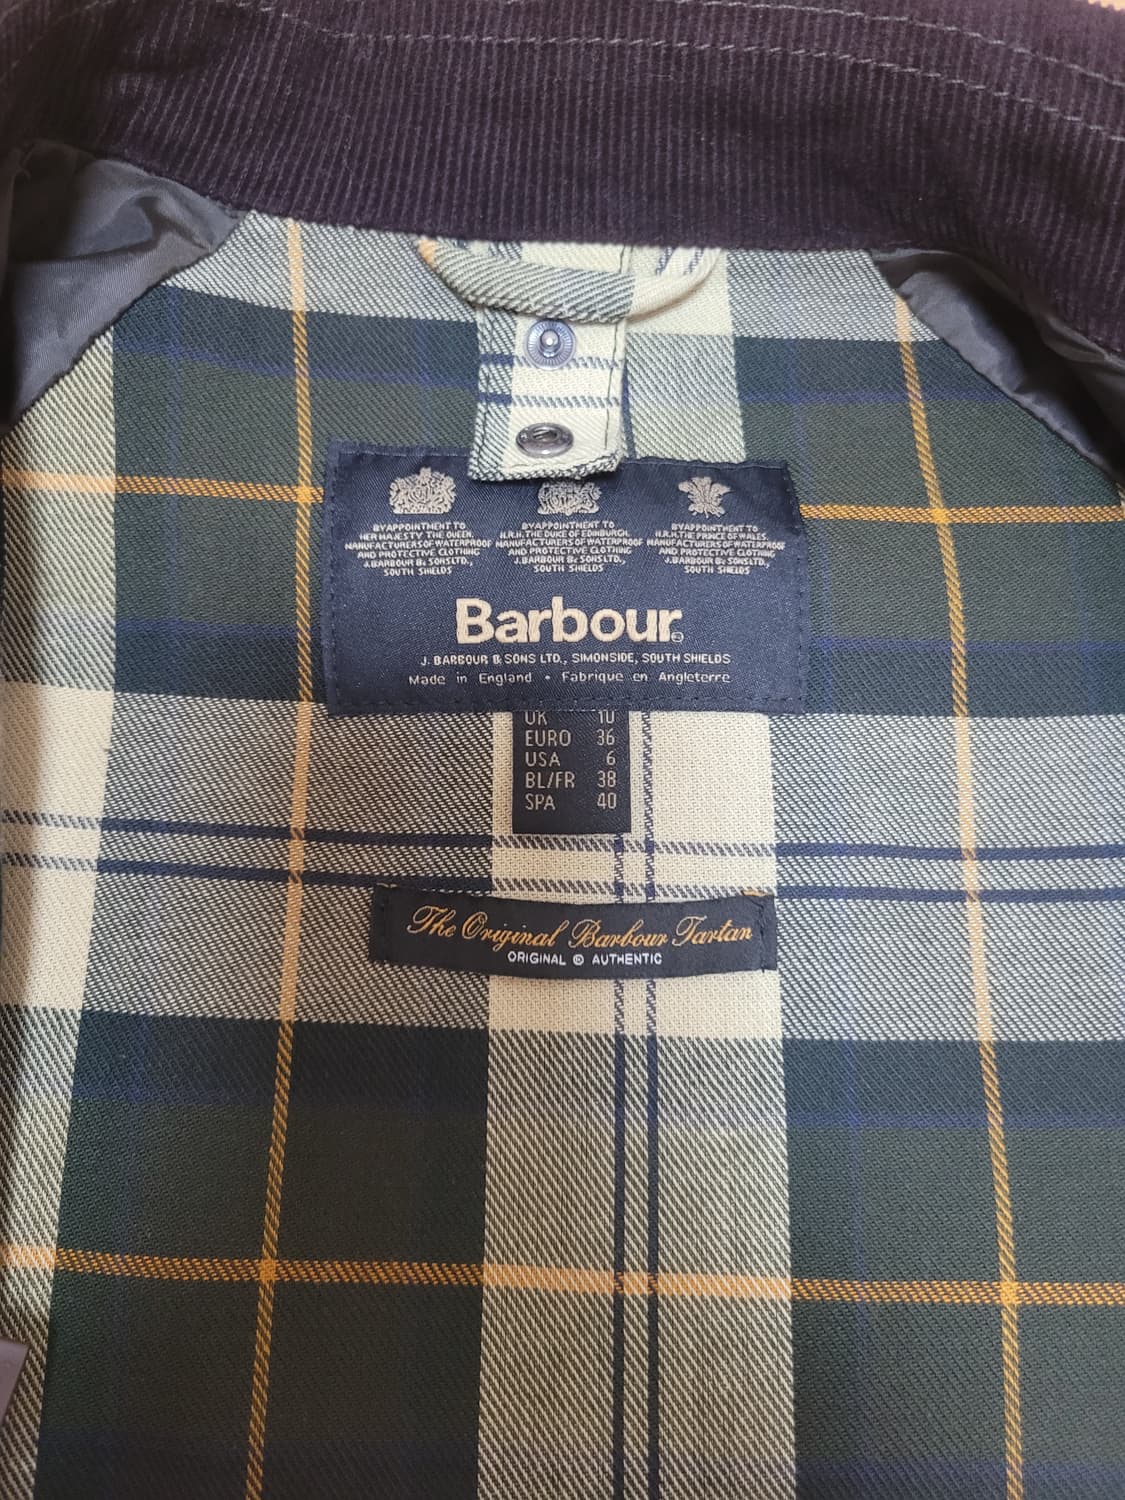 BY APPOINTMENT TO
HER MAJESTY THE QUEEN,
MANUFACTURERS OF WATERPROOF
AND PROTECTIVE CLOTHING
J. BARBOUR & SONS LTD.,
SOUTH SHIELDS
BY APPOINTMENT TO
H.R.H. THE DUKE OF EDINBURGH,
MANUFACTURERS OF WATERPROOF
AND PROTECTIVE CLOTHING
J. BARBOUR & SONS LTD.,
SOUTH SHIELDS
BY APPOINTMENT TO
H.R.H. THE PRINCE OF WALES,
MANUFACTURERS OF WATERPROOF
AND PROTECTIVE CLOTHING
J. BARBOUR & SONS LTD.,
SOUTH SHIELDS
Barbour®
J. BARBOUR & SONS LTD., SIMONSIDE, SOUTH SHIELDS
Made in England • Fabrique en Angleterre
UK 10
EURO 36
USA 6
BL/FR 38
SPA 40
The Original Barbour Tartan
ORIGINAL ® AUTHENTIC